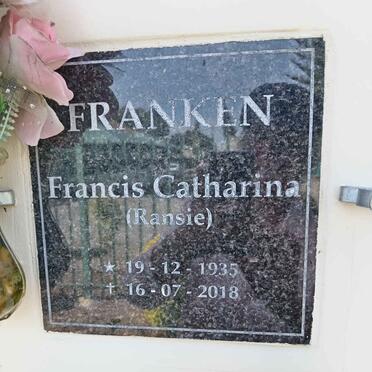 FRANKEN
Francis Catharina
(Ransie)
★ 19 - 12 - 1935
✝ 16 - 07 - 2018